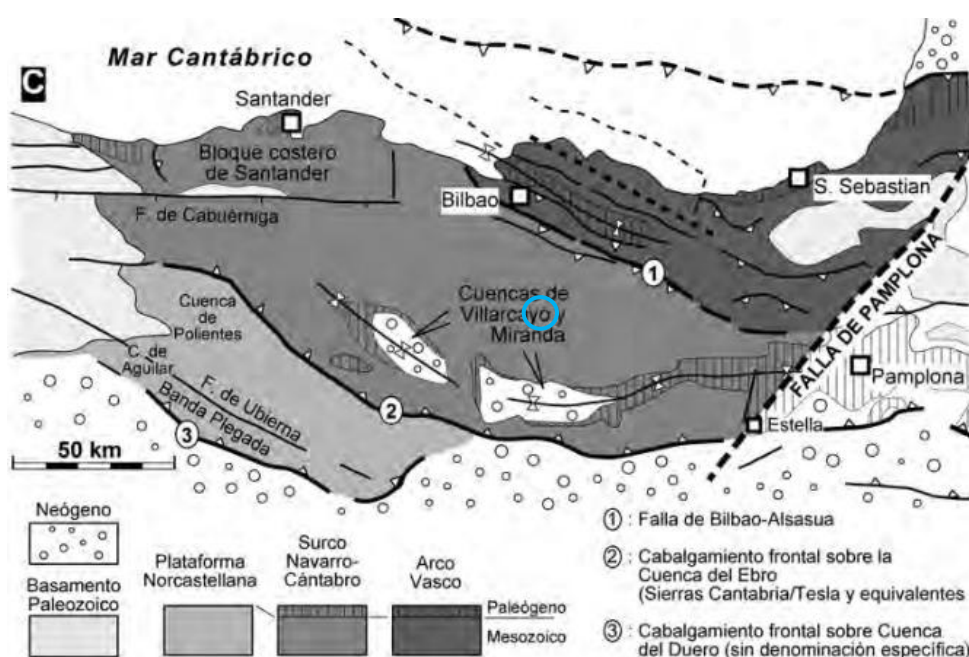 Mar Cantábrico
C
Santander
Bloque costero
de Santander
Bilbao
S. Sebastian
F. de Cabuérniga
1
Cuencas de
Villarcayo y
Miranda
Cuenca
de
Polientes
C. de
Aguilar
F. de Ubierna
Banda Plegada
2
3
FALLA DE PAMPLONA
Pamplona
Estella
50 km
Neógeno
Basamento
Paleozoico
Plataforma
Norcastellana
Surco
Navarro-
Cántabro
Arco
Vasco
Paleógeno
Mesozoico
1 : Falla de Bilbao-Alsasua
2 : Cabalgamiento frontal sobre la
Cuenca del Ebro
(Sierras Cantabria/Tesla y equivalentes
3 : Cabalgamiento frontal sobre Cuenca
del Duero (sin denominación específica)